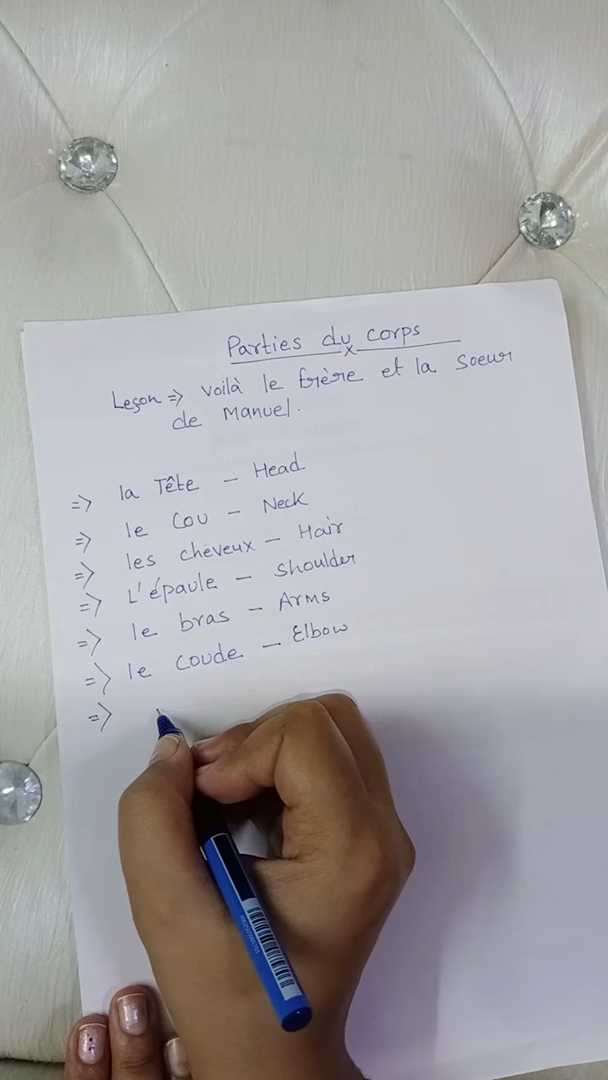 Parties du corps
x
Leçon => voilà le frère et la soeur
de Manuel.
=> la Tête - Head
=> le Cou - Neck
=> les cheveux - Hair
=> L'épaule - Shoulder
=> le bras - Arms
=> le Coude - Elbow
=>